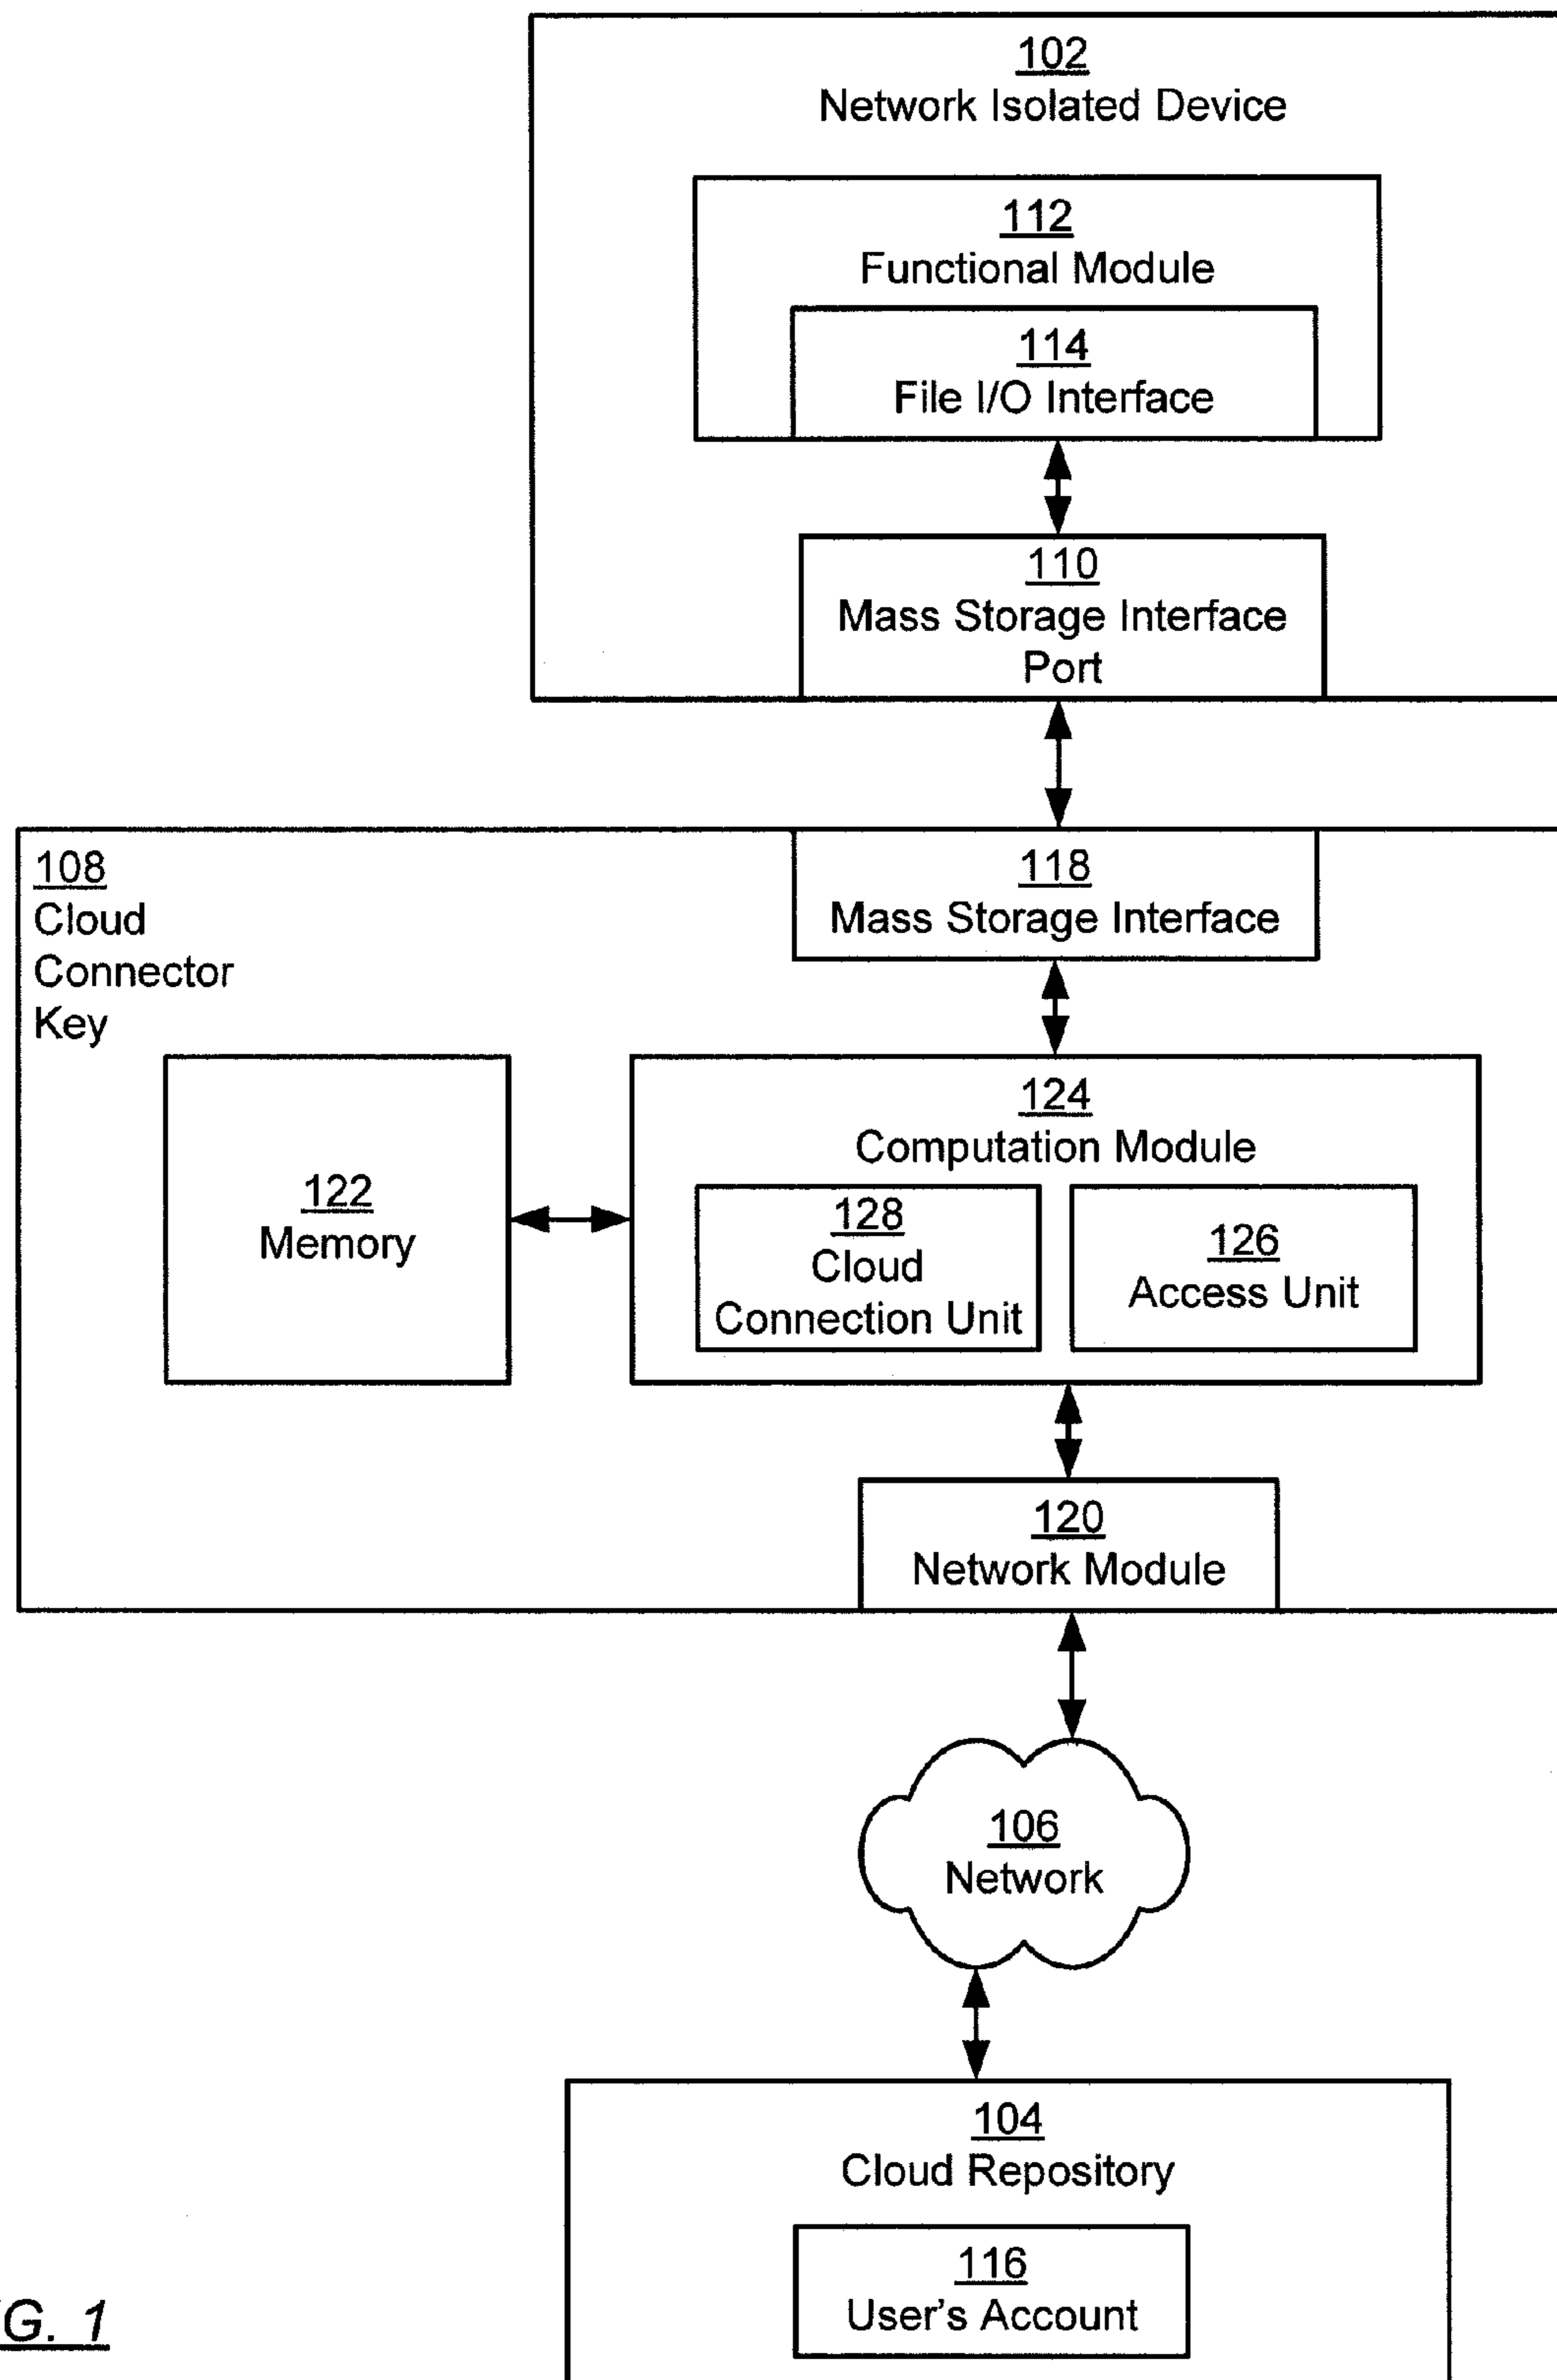 102
Network Isolated Device
112
Functional Module
114
File I/O Interface
110
Mass Storage Interface
Port
108
Cloud
Connector
Key
118
Mass Storage Interface
124
Computation Module
122
Memory
128
Cloud
Connection Unit
126
Access Unit
120
Network Module
106
Network
104
Cloud Repository
116
User's Account
G. 1